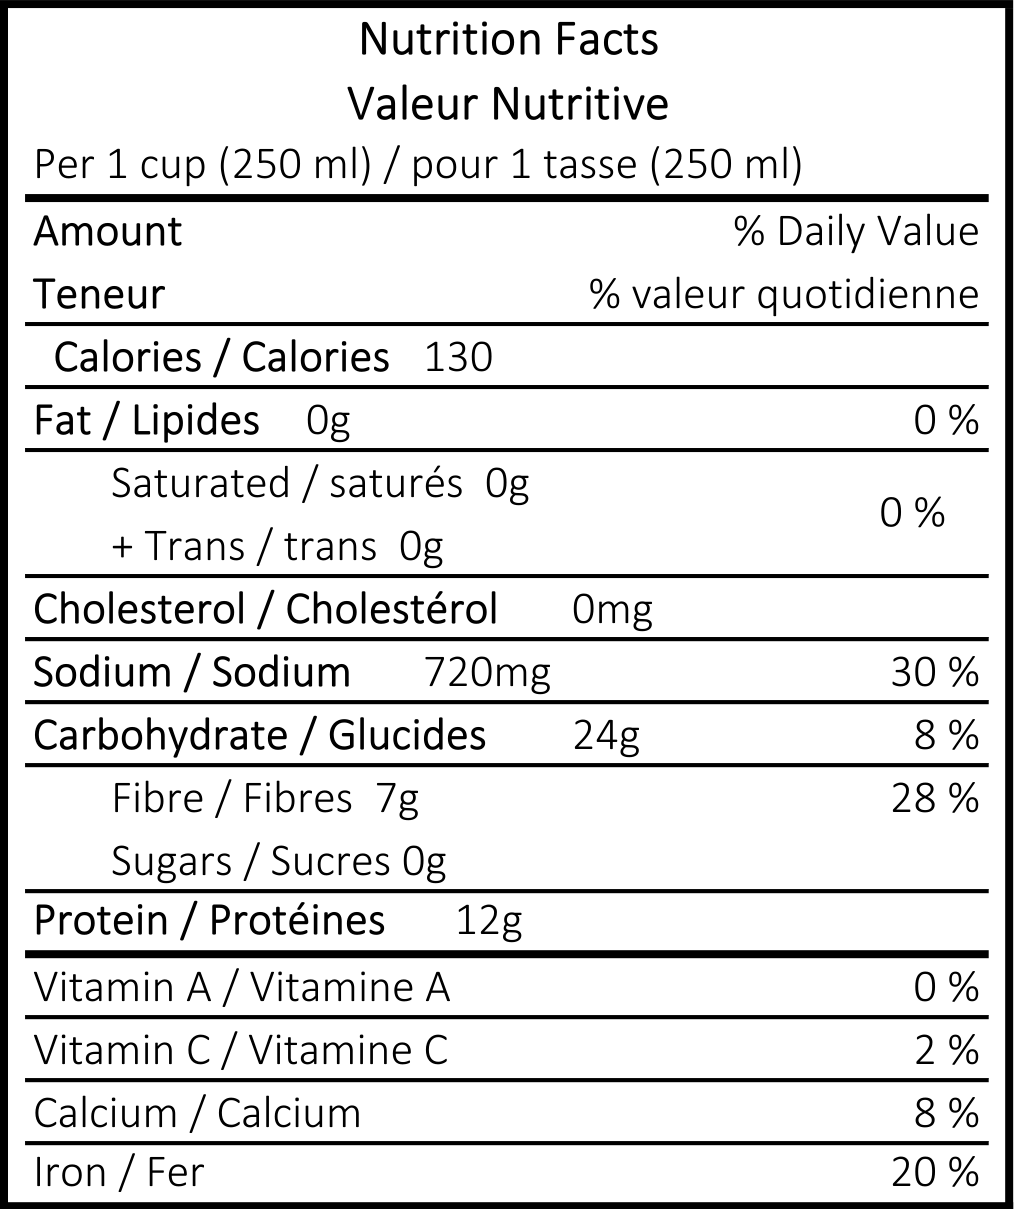 Nutrition Facts
Valeur Nutritive
Per 1 cup (250 ml) / pour 1 tasse (250 ml)
Amount % Daily Value
Teneur % valeur quotidienne
Calories / Calories 130
Fat / Lipides 0g 0 %
Saturated / saturés 0g
0 %
+ Trans / trans 0g
Cholesterol / Cholestérol 0mg
Sodium / Sodium 720mg 30 %
Carbohydrate / Glucides 24g 8 %
Fibre / Fibres 7g 28 %
Sugars / Sucres 0g
Protein / Protéines 12g
Vitamin A / Vitamine A 0 %
Vitamin C / Vitamine C 2 %
Calcium / Calcium 8 %
Iron / Fer 20 %